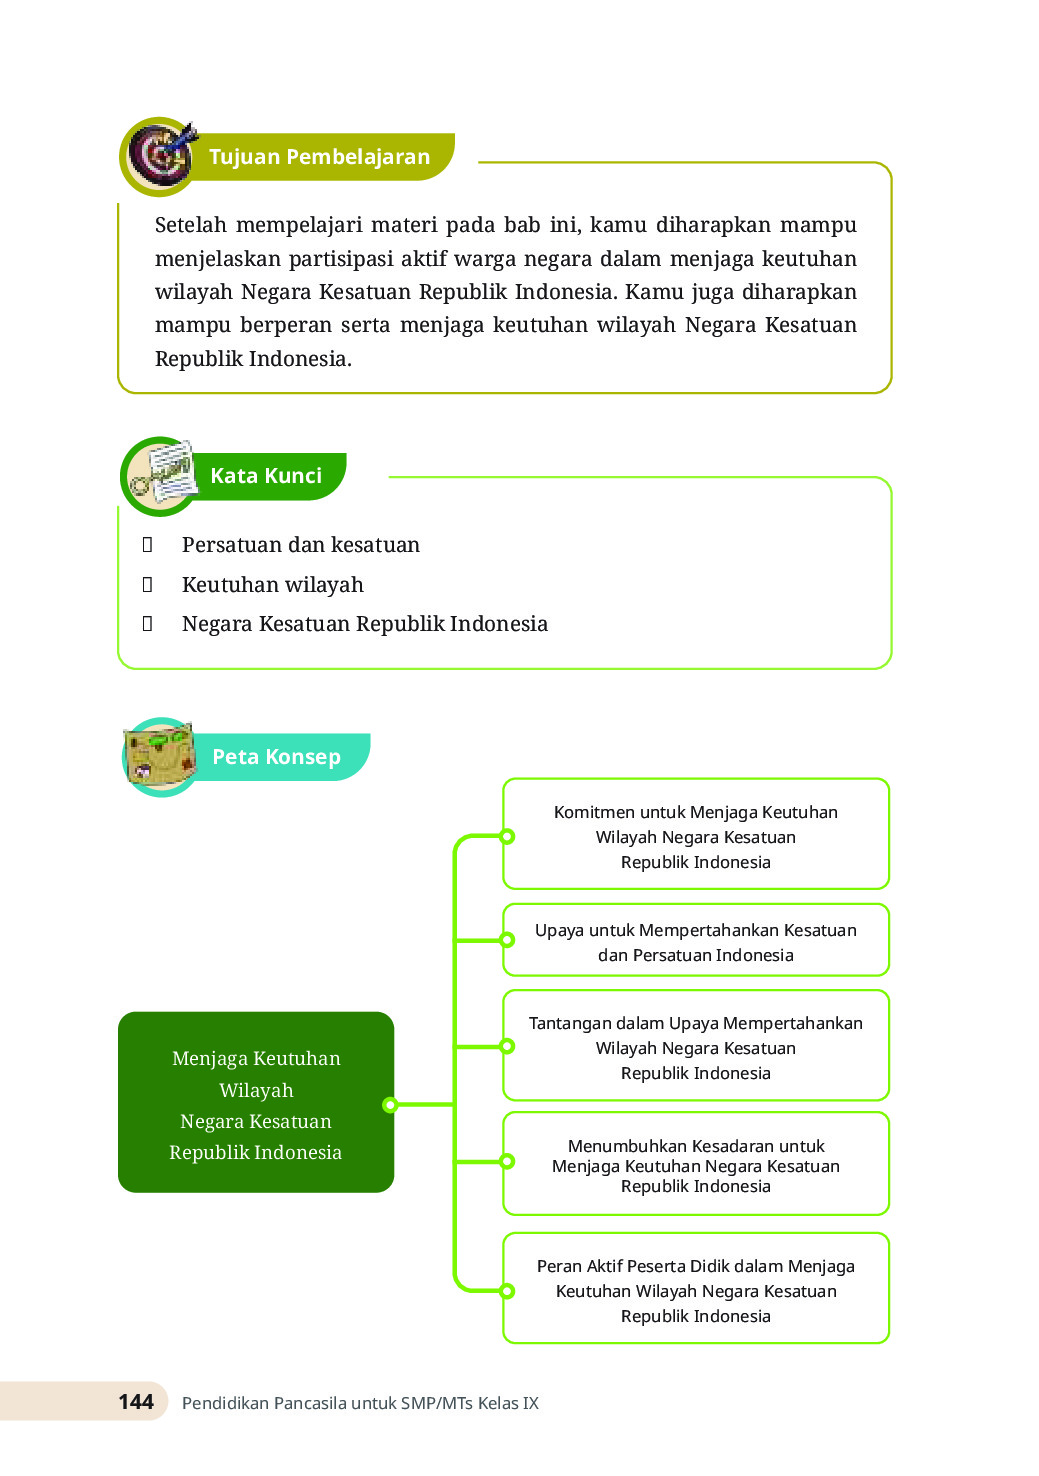 Tujuan Pembelajaran
Setelah mempelajari materi pada bab ini, kamu diharapkan mampu
menjelaskan partisipasi aktif warga negara dalam menjaga keutuhan
wilayah Negara Kesatuan Republik Indonesia. Kamu juga diharapkan
mampu berperan serta menjaga keutuhan wilayah Negara Kesatuan
Republik Indonesia.
Kata Kunci
Persatuan dan kesatuan
Keutuhan wilayah
Negara Kesatuan Republik Indonesia
Peta Konsep
Menjaga Keutuhan
Wilayah
Negara Kesatuan
Republik Indonesia
Komitmen untuk Menjaga Keutuhan
Wilayah Negara Kesatuan
Republik Indonesia
Upaya untuk Mempertahankan Kesatuan
dan Persatuan Indonesia
Tantangan dalam Upaya Mempertahankan
Wilayah Negara Kesatuan
Republik Indonesia
Menumbuhkan Kesadaran untuk
Menjaga Keutuhan Negara Kesatuan
Republik Indonesia
Peran Aktif Peserta Didik dalam Menjaga
Keutuhan Wilayah Negara Kesatuan
Republik Indonesia
144 Pendidikan Pancasila untuk SMP/MTs Kelas IX